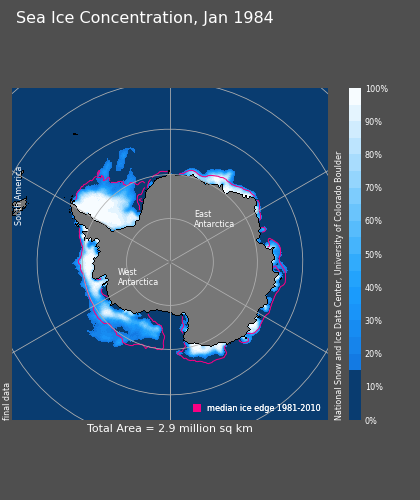 Sea Ice Concentration, Jan 1984
South America
East
Antarctica
West
Antarctica
final data
median ice edge 1981-2010
Total Area = 2.9 million sq km
National Snow and Ice Data Center, University of Colorado Boulder
100%
90%
80%
70%
60%
50%
40%
30%
20%
10%
0%